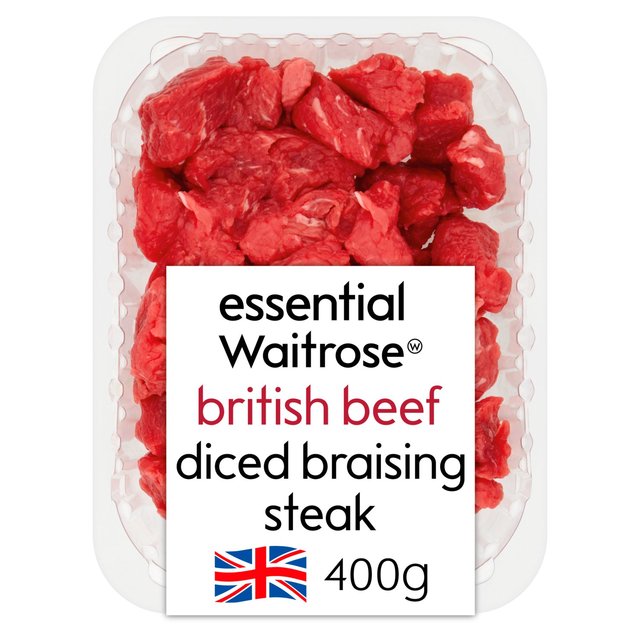 essential
Waitrose
british beef
diced braising
steak
400g